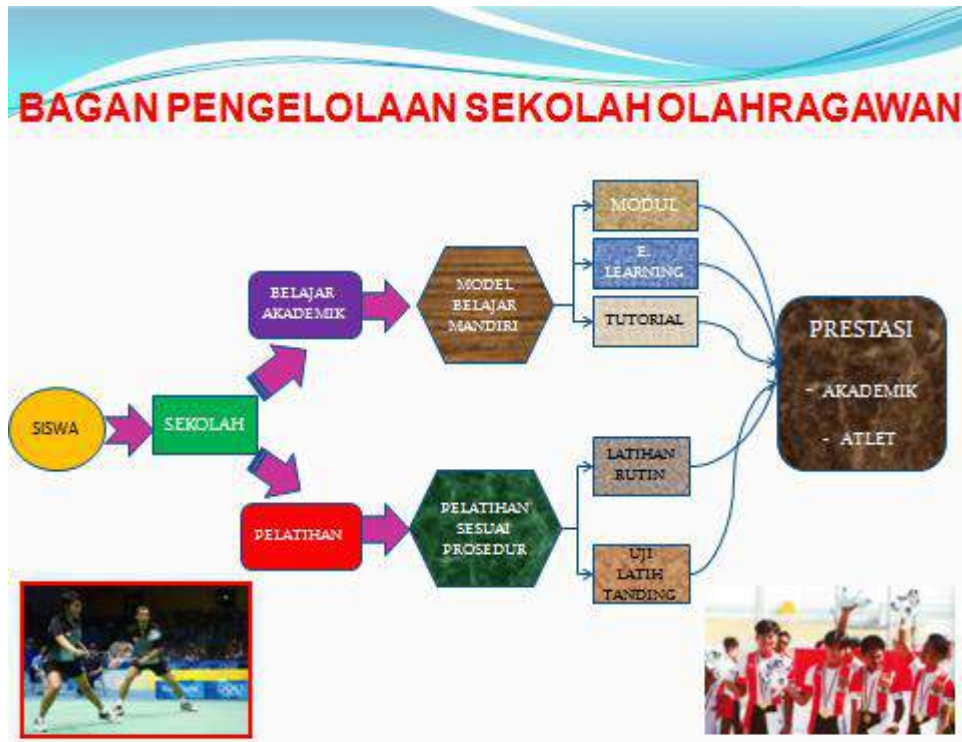 BAGAN PENGELOLAAN SEKOLAH OLAHRAGAWAN
SISWA
SEKOLAH
BELAJAR
AKADEMIK
MODEL
BELAJAR
MANDIRI
MODUL
E.
LEARNING
TUTORIAL
PELATIHAN
PELATIHAN
SESUAI
PROSEDUR
LATIHAN
RUTIN
UJI
LATIH
TANDING
PRESTASI
- AKADEMIK
- ATLET